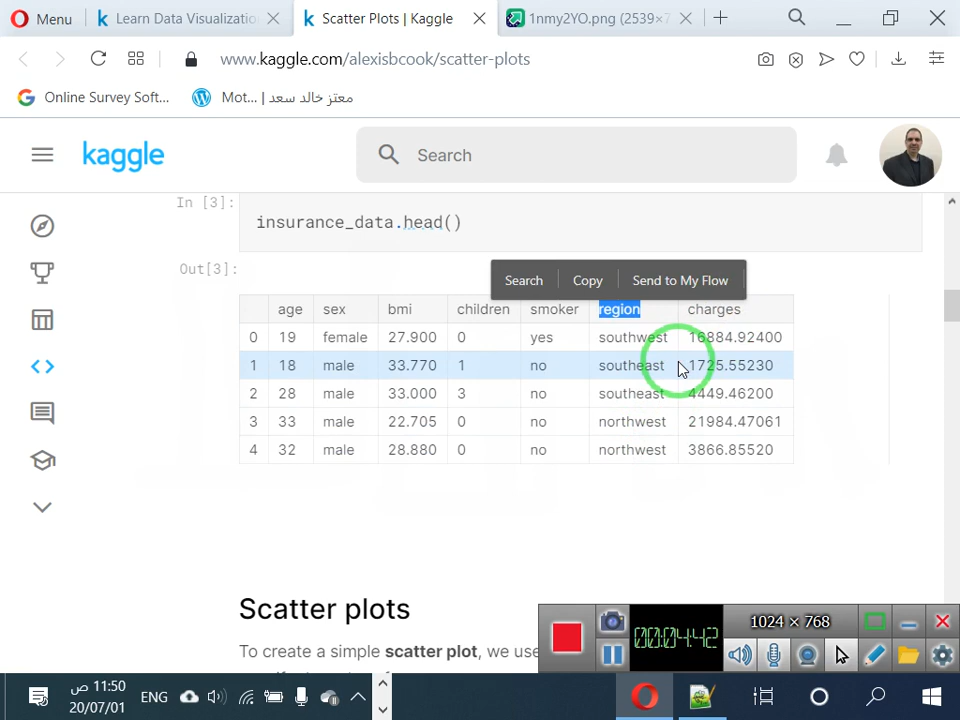 Menu
Learn Data Visualizatio
Scatter Plots | Kaggle
1nmy2YO.png (2539×7
www.kaggle.com/alexisbcook/scatter-plots
Online Survey Soft...
Mot... | معتز خالد سعد
kaggle
Search
In [3]:
insurance_data.head()
Out[3]:
Search Copy Send to My Flow
age sex bmi children smoker region charges
0 19 female 27.900 0 yes southwest 16884.92400
1 18 male 33.770 1 no southeast 1725.55230
2 28 male 33.000 3 no southeast 4449.46200
3 33 male 22.705 0 no northwest 21984.47061
4 32 male 28.880 0 no northwest 3866.85520
Scatter plots
To create a simple scatter plot, we use
1024 × 768
00:04:42
11:50 ص
ENG
20/07/01